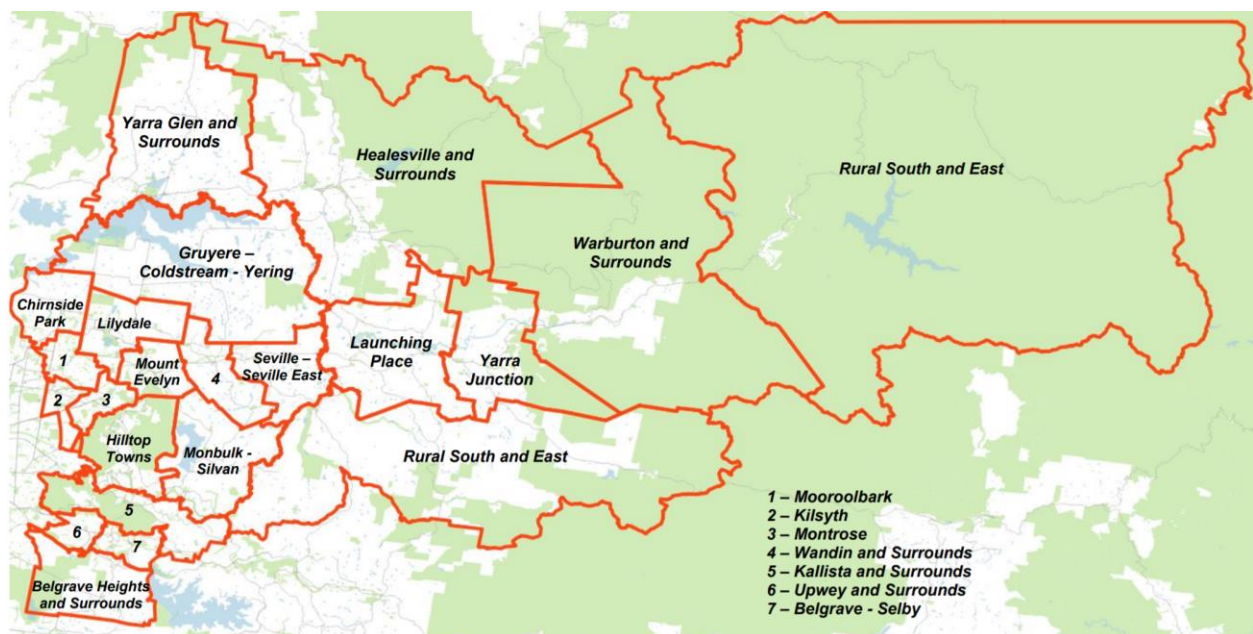 Yarra Glen and
Surrounds
Healesville and
Surrounds
Rural South and East
Gruyere –
Coldstream - Yering
Warburton and
Surrounds
Chirnside
Park
Lilydale
1
Mount
Evelyn
4
Seville –
Seville East
Launching
Place
Yarra
Junction
2
3
Hilltop
Towns
Monbulk -
Silvan
Rural South and East
5
6
7
Belgrave Heights
and Surrounds
1 – Mooroolbark
2 – Kilsyth
3 – Montrose
4 – Wandin and Surrounds
5 – Kallista and Surrounds
6 – Upwey and Surrounds
7 – Belgrave - Selby